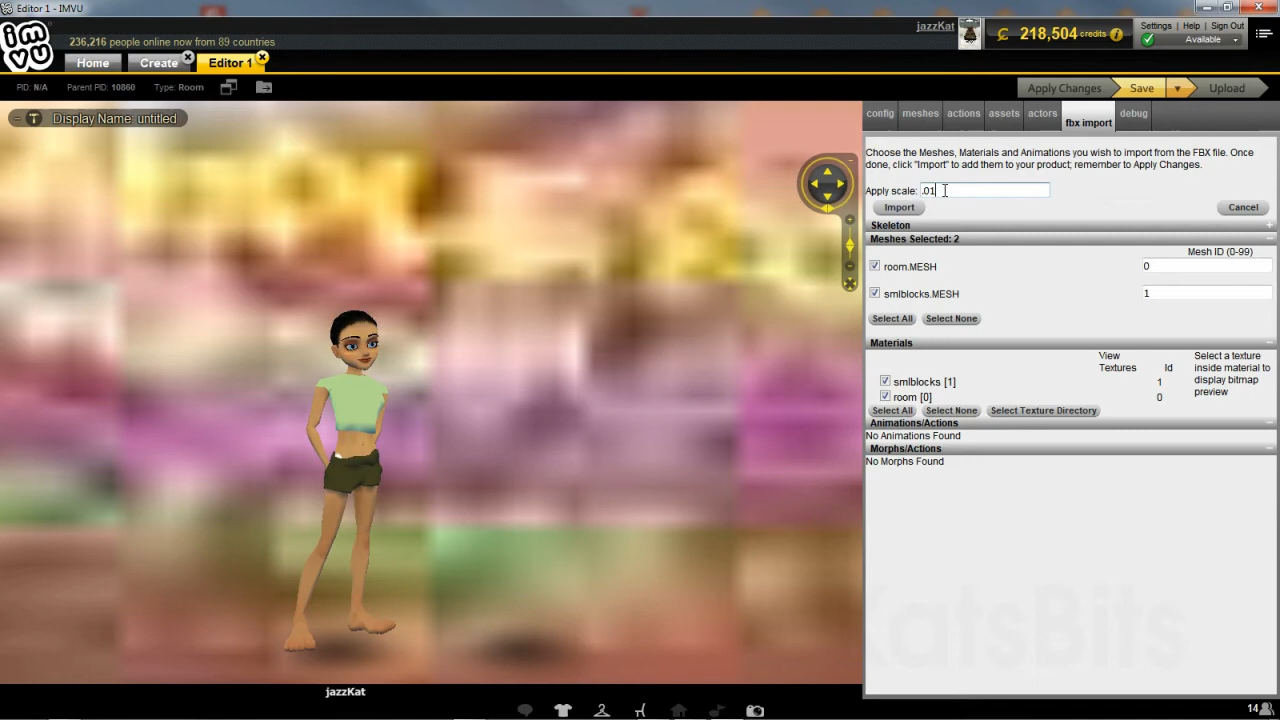 Editor 1 - IMVU
imvu
236,216 people online now from 89 countries
jazzKat
218,504 credits
Settings | Help | Sign Out
Available
Home
Create
Editor 1
PID: N/A
Parent PID: 10860
Type: Room
Apply Changes
Save
Upload
T Display Name: untitled
config
meshes
actions
assets
actors
fbx import
debug
Choose the Meshes, Materials and Animations you wish to import from the FBX file. Once
done, click "Import" to add them to your product; remember to Apply Changes.
Apply scale: .01
Import
Cancel
Skeleton
Meshes Selected: 2
Mesh ID (0-99)
room.MESH
0
smlblocks.MESH
1
Select All
Select None
Materials
View
Textures
Id
Select a texture
inside material to
display bitmap
preview
smlblocks [1]
1
room [0]
0
Select All
Select None
Select Texture Directory
Animations/Actions
No Animations Found
Morphs/Actions
No Morphs Found
KatsBits
jazzKat
14